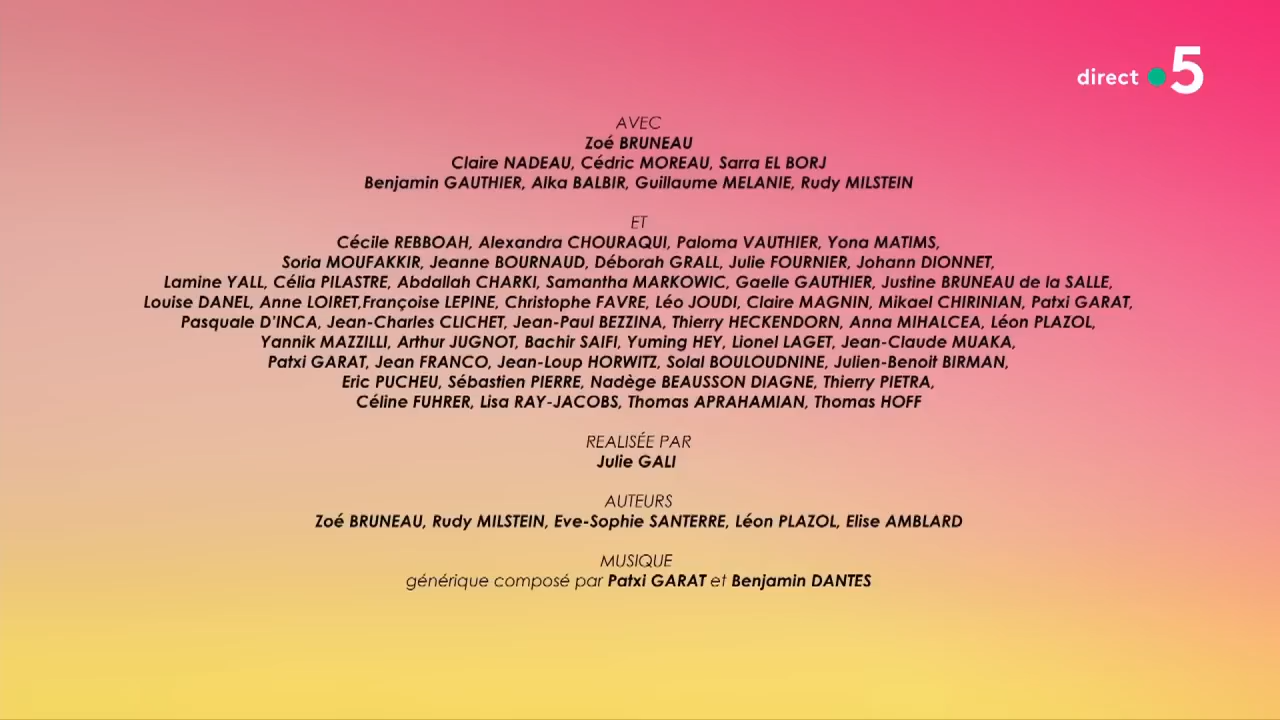 direct 5
AVEC
Zoé BRUNEAU
Claire NADEAU, Cédric MOREAU, Sarra EL BORJ
Benjamin GAUTHIER, Alka BALBIR, Guillaume MELANIE, Rudy MILSTEIN
ET
Cécile REBBOAH, Alexandra CHOURAQUI, Paloma VAUTHIER, Yona MATIMS,
Soria MOUFAKKIR, Jeanne BOURNAUD, Déborah GRALL, Julie FOURNIER, Johann DIONNET,
Lamine YALL, Célia PILASTRE, Abdallah CHARKI, Samantha MARKOWIC, Gaelle GAUTHIER, Justine BRUNEAU de la SALLE,
Louise DANEL, Anne LOIRET,Françoise LEPINE, Christophe FAVRE, Léo JOUDI, Claire MAGNIN, Mikael CHIRINIAN, Patxi GARAT,
Pasquale D'INCA, Jean-Charles CLICHET, Jean-Paul BEZZINA, Thierry HECKENDORN, Anna MIHALCEA, Léon PLAZOL,
Yannik MAZZILLI, Arthur JUGNOT, Bachir SAIFI, Yuming HEY, Lionel LAGET, Jean-Claude MUAKA,
Patxi GARAT, Jean FRANCO, Jean-Loup HORWITZ, Solal BOULOUDNINE, Julien-Benoit BIRMAN,
Eric PUCHEU, Sébastien PIERRE, Nadège BEAUSSON DIAGNE, Thierry PIETRA,
Céline FUHRER, Lisa RAY-JACOBS, Thomas APRAHAMIAN, Thomas HOFF
REALISÉE PAR
Julie GALI
AUTEURS
Zoé BRUNEAU, Rudy MILSTEIN, Eve-Sophie SANTERRE, Léon PLAZOL, Elise AMBLARD
MUSIQUE
générique composé par Patxi GARAT et Benjamin DANTES